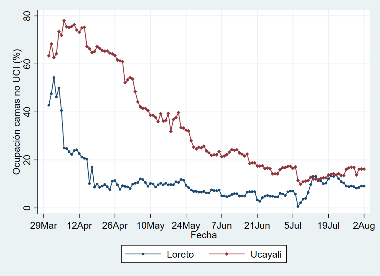 Ocupación camas no UCI (%)
80
60
40
20
0
29Mar 12Apr 26Apr 10May 24May 7Jun 21Jun 5Jul 19Jul 2Aug
Fecha
Loreto Ucayali